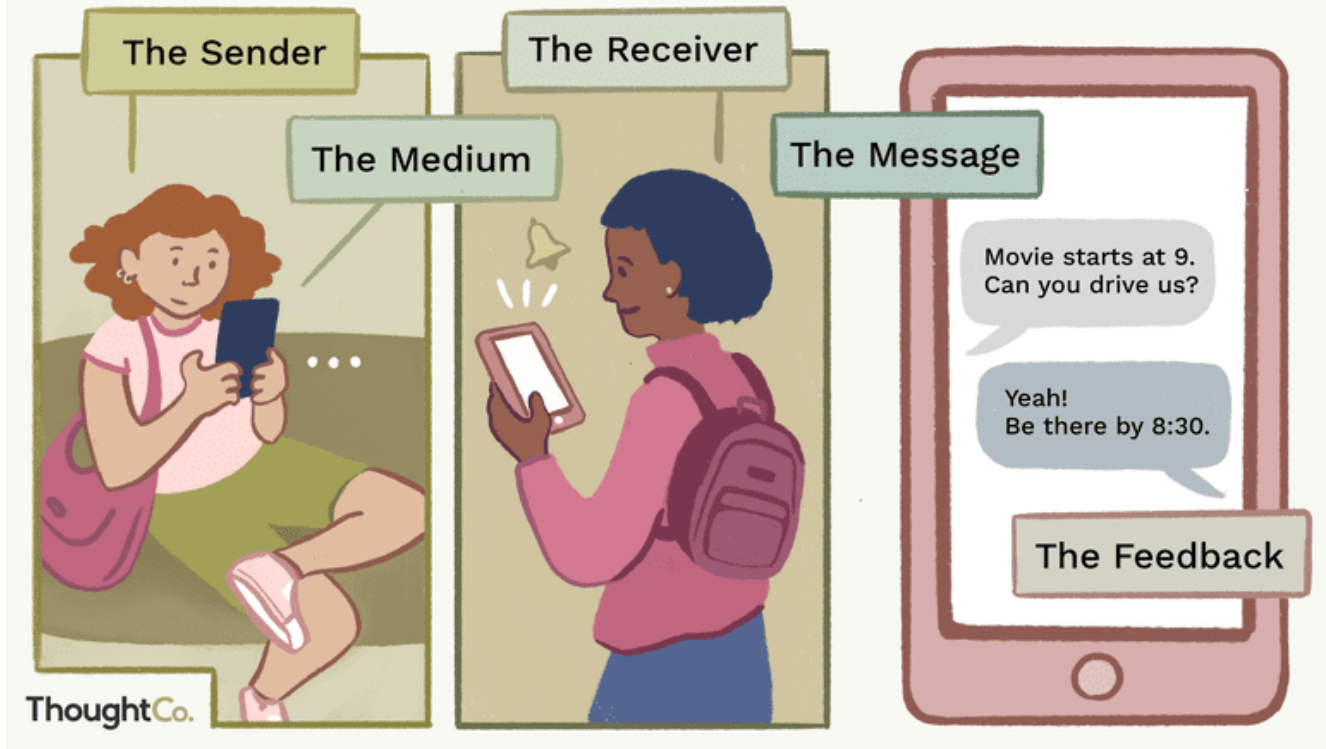 The Sender
The Medium
The Receiver
The Message
Movie starts at 9.
Can you drive us?
Yeah!
Be there by 8:30.
The Feedback
ThoughtCo.